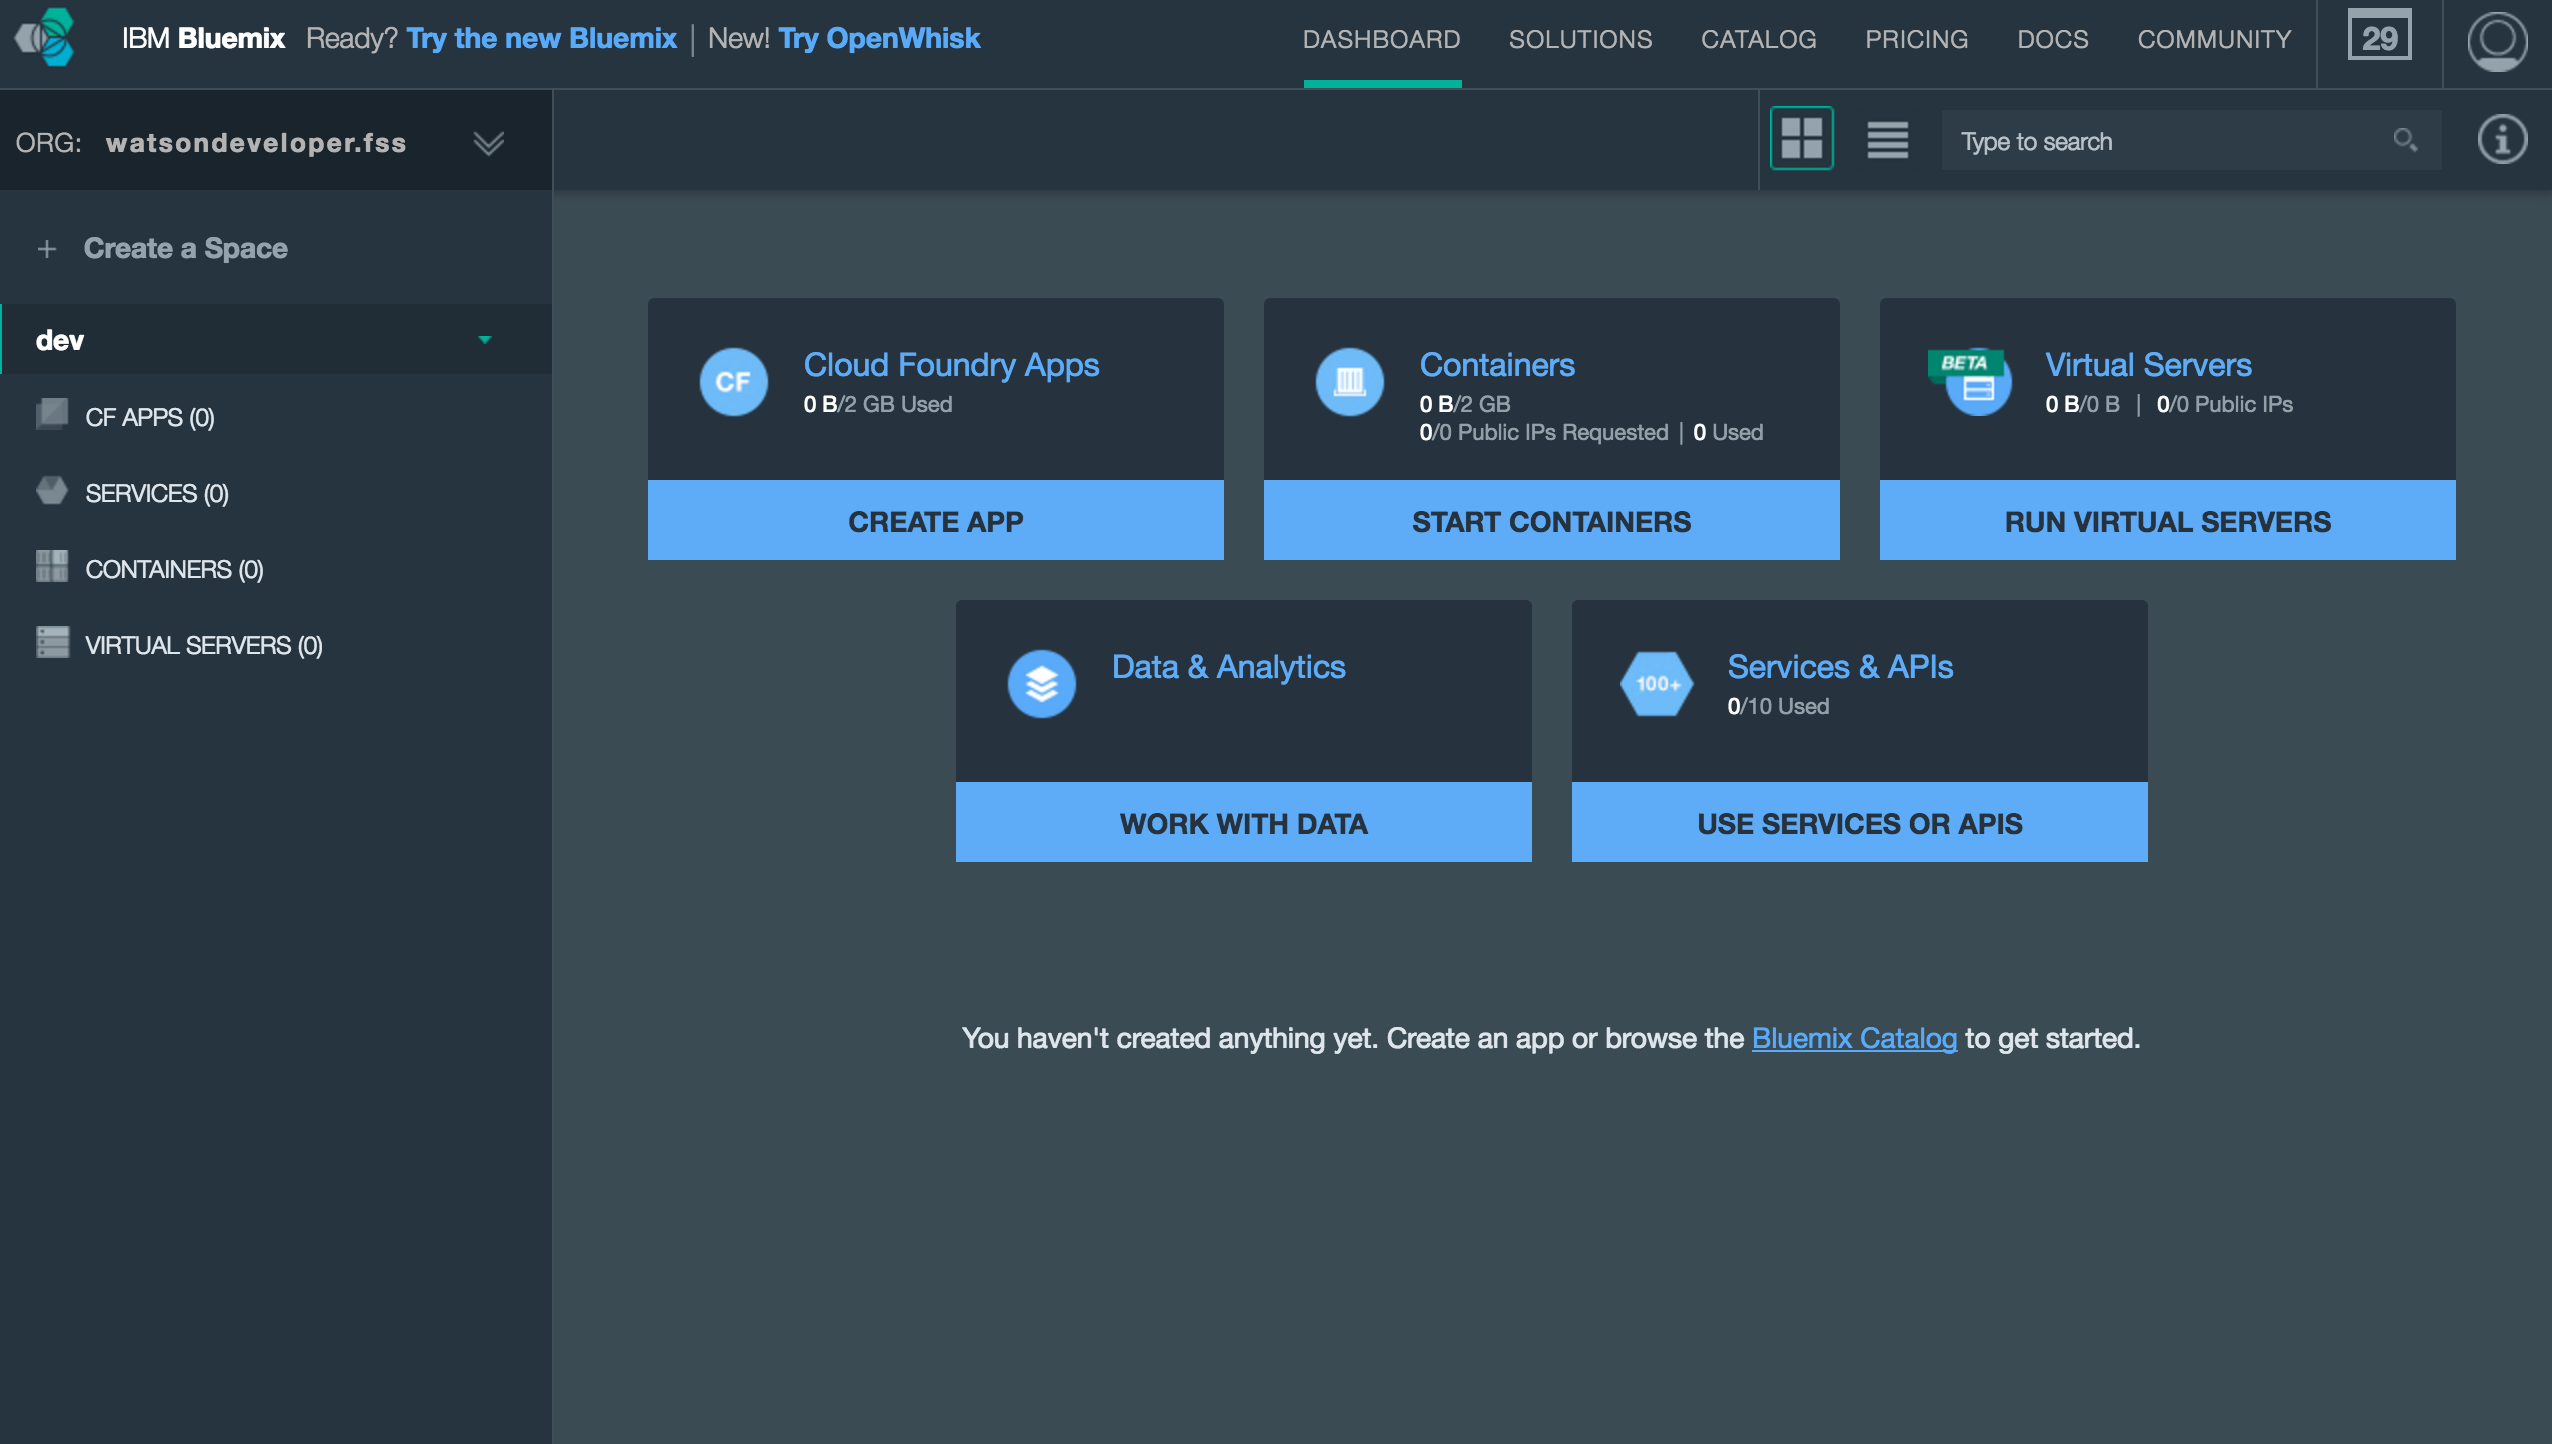 IBM Bluemix Ready? Try the new Bluemix | New! Try OpenWhisk
DASHBOARD SOLUTIONS CATALOG PRICING DOCS COMMUNITY 29
ORG: watsondeveloper.fss
Type to search
+ Create a Space
dev
CF APPS (0)
SERVICES (0)
CONTAINERS (0)
VIRTUAL SERVERS (0)
CF
Cloud Foundry Apps
0 B/2 GB Used
CREATE APP
Containers
0 B/2 GB
0/0 Public IPs Requested | 0 Used
START CONTAINERS
BETA
Virtual Servers
0 B/0 B | 0/0 Public IPs
RUN VIRTUAL SERVERS
Data & Analytics
WORK WITH DATA
100+
Services & APIs
0/10 Used
USE SERVICES OR APIS
You haven't created anything yet. Create an app or browse the Bluemix Catalog to get started.